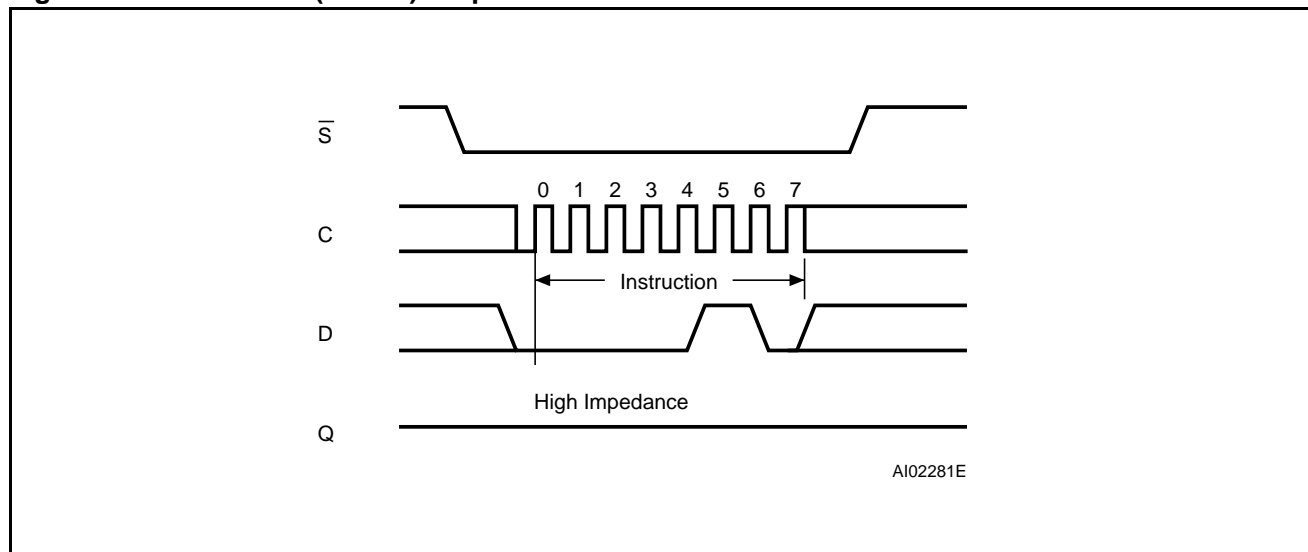 S̅
0 1 2 3 4 5 6 7
C
Instruction
D
High Impedance
Q
AI02281E